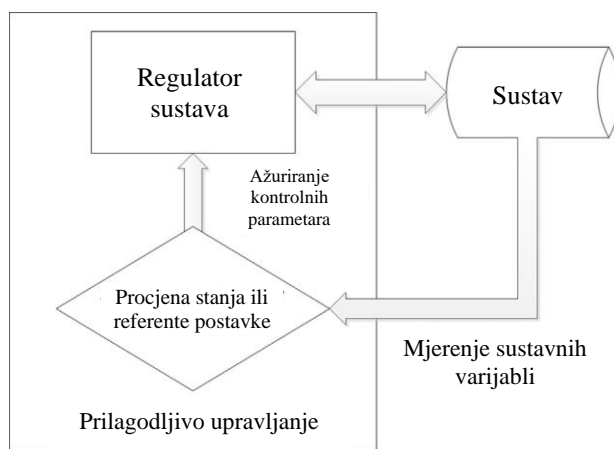 Regulator
sustava
Sustav
Ažuriranje
kontrolnih
parametara
Procjena stanja ili
referente postavke
Mjerenje sustavnih
varijabli
Prilagodljivo upravljanje